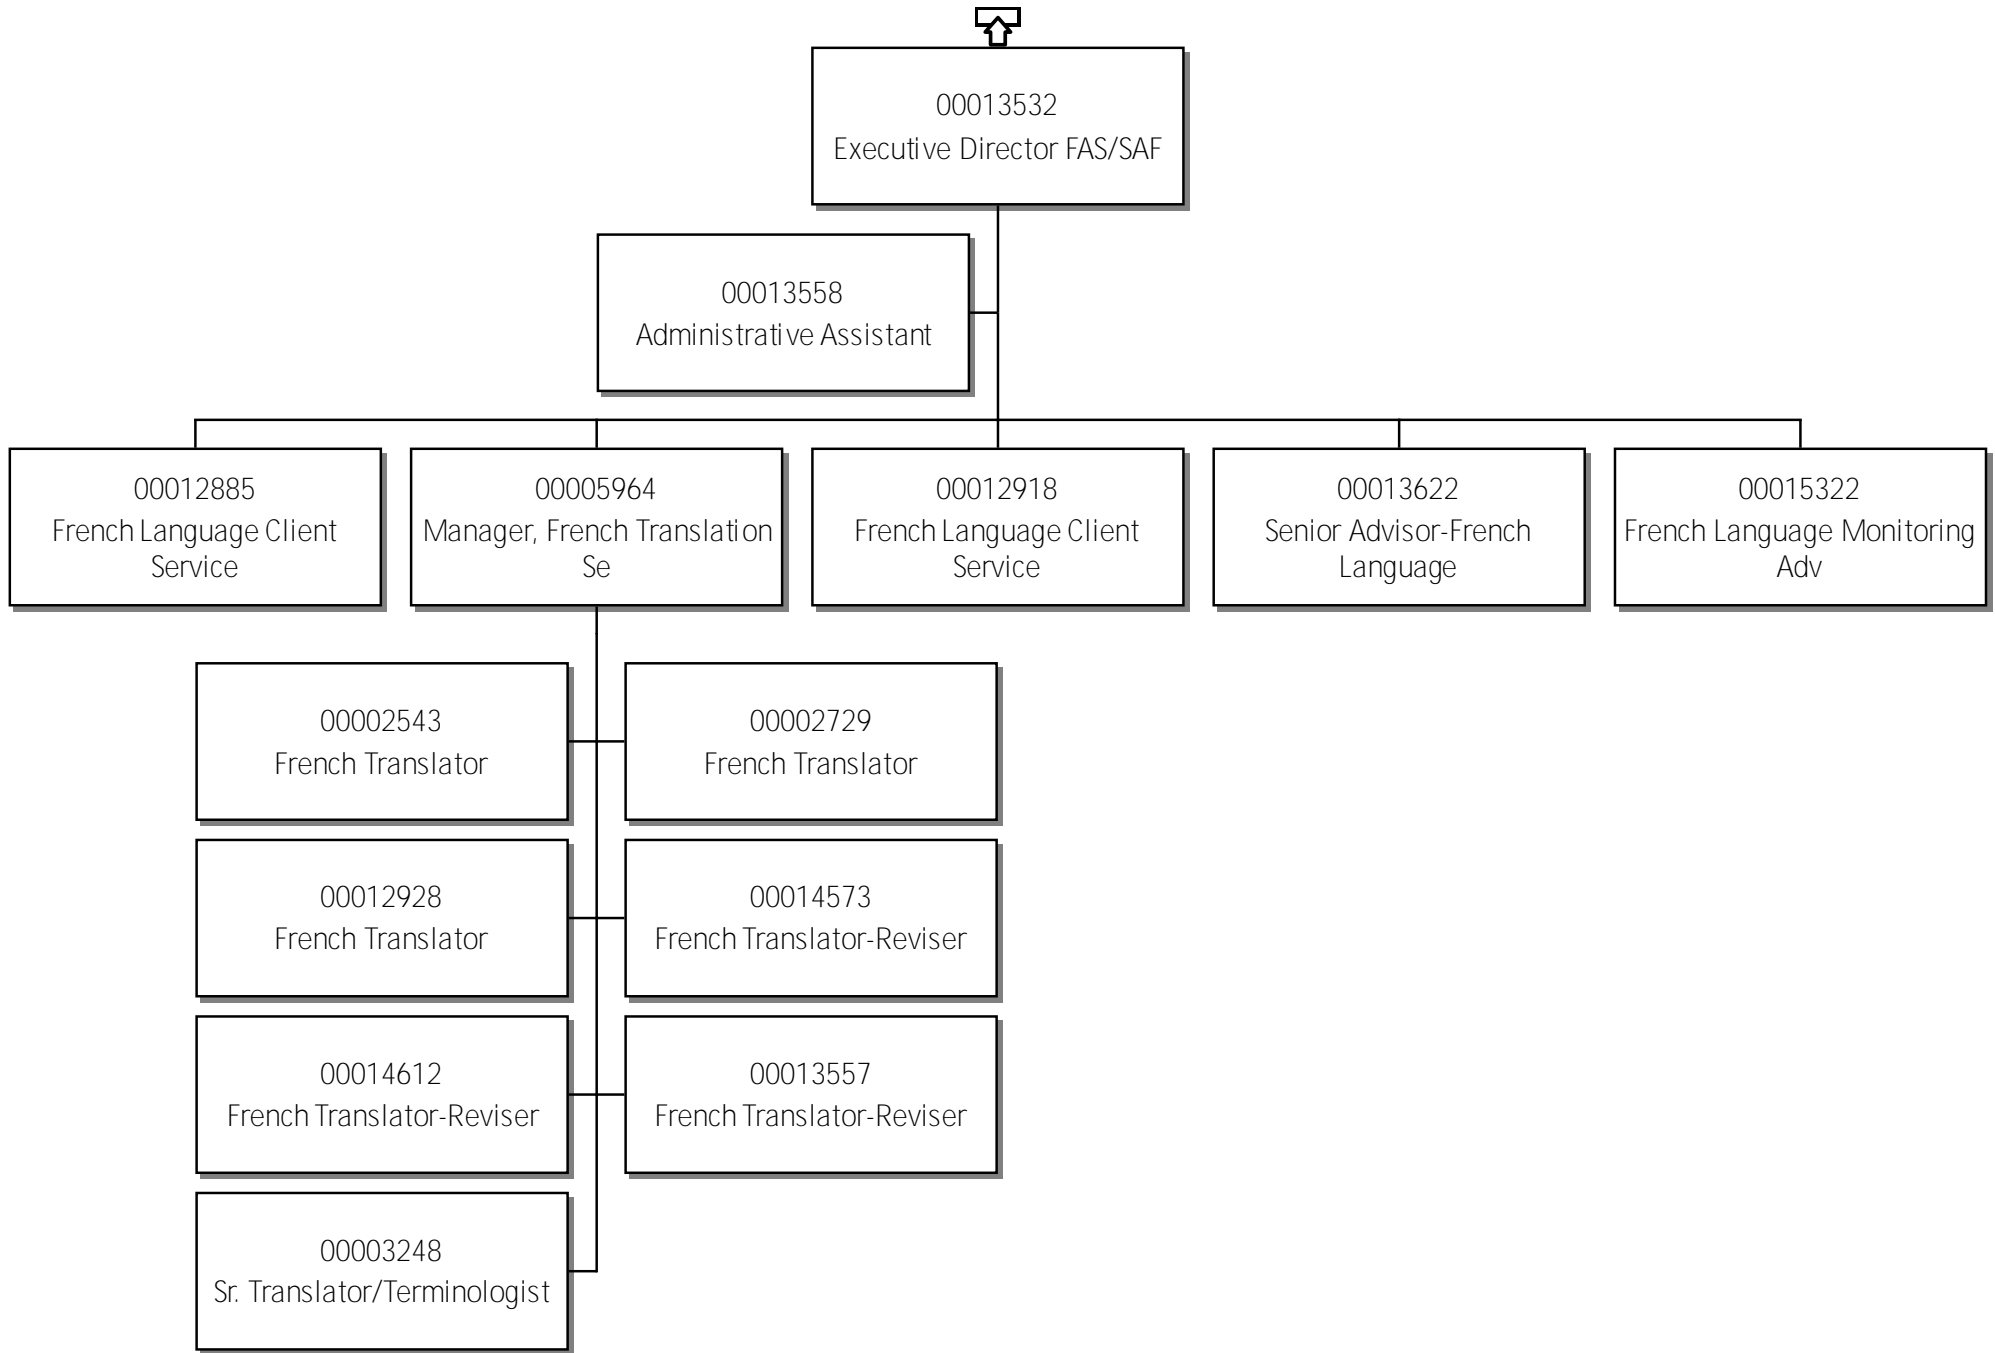 00013532
Executive Director FAS/SAF
00013558
Administrative Assistant
00012885
French Language Client
Service
00005964
Manager, French Translation
Se
00012918
French Language Client
Service
00013622
Senior Advisor-French
Language
00015322
French Language Monitoring
Adv
00002543
French Translator
00002729
French Translator
00012928
French Translator
00014573
French Translator-Reviser
00014612
French Translator-Reviser
00013557
French Translator-Reviser
00003248
Sr. Translator/Terminologist